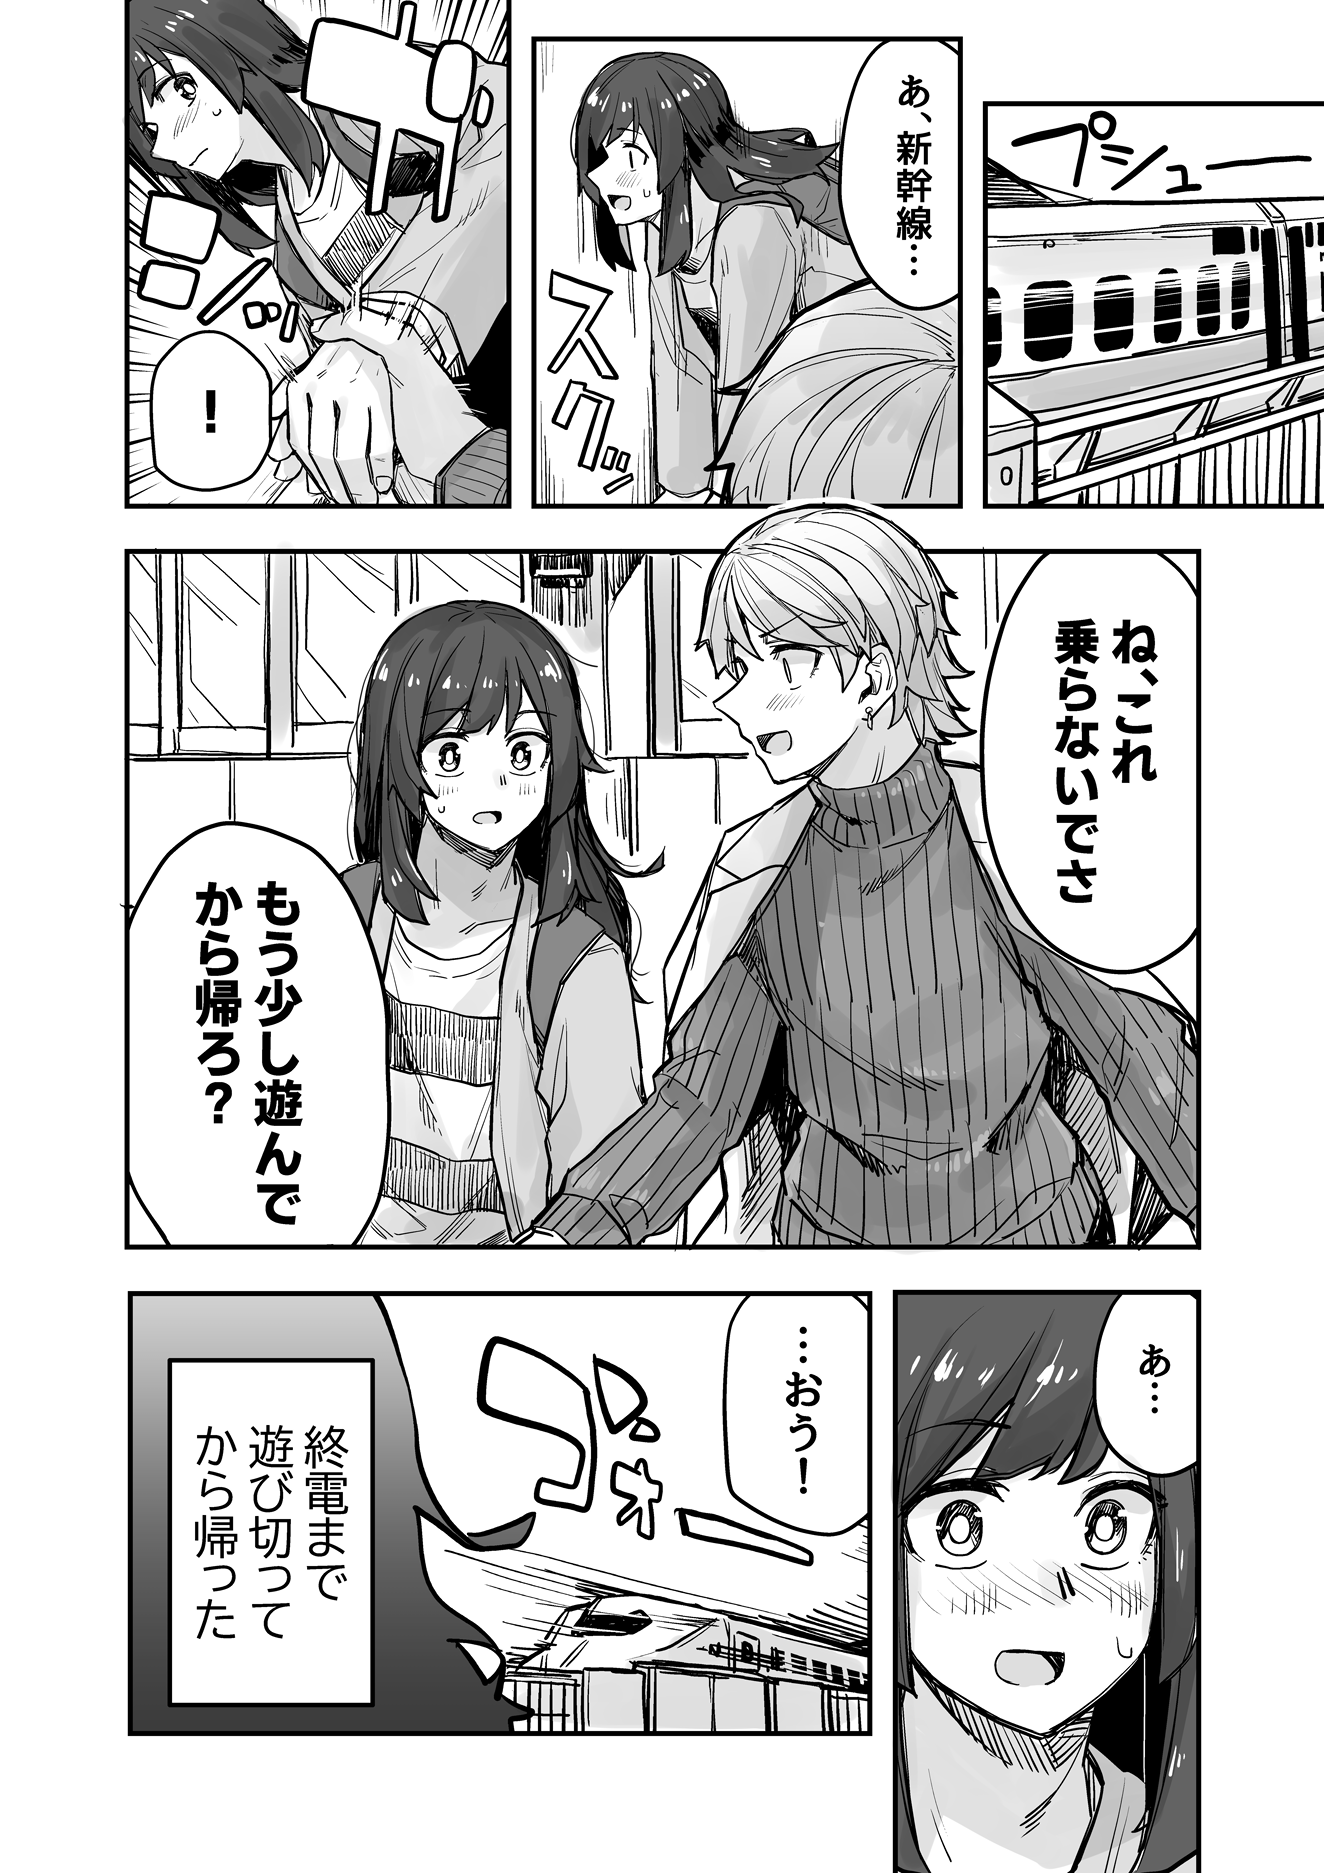 プシュー
あ、新幹線…
スクッ
ガバッ
！
ね、これ
乗らないでさ
もう少し遊んで
から帰ろ？
あ…
…おう！
ゴォー
終電まで
遊び切って
から帰った